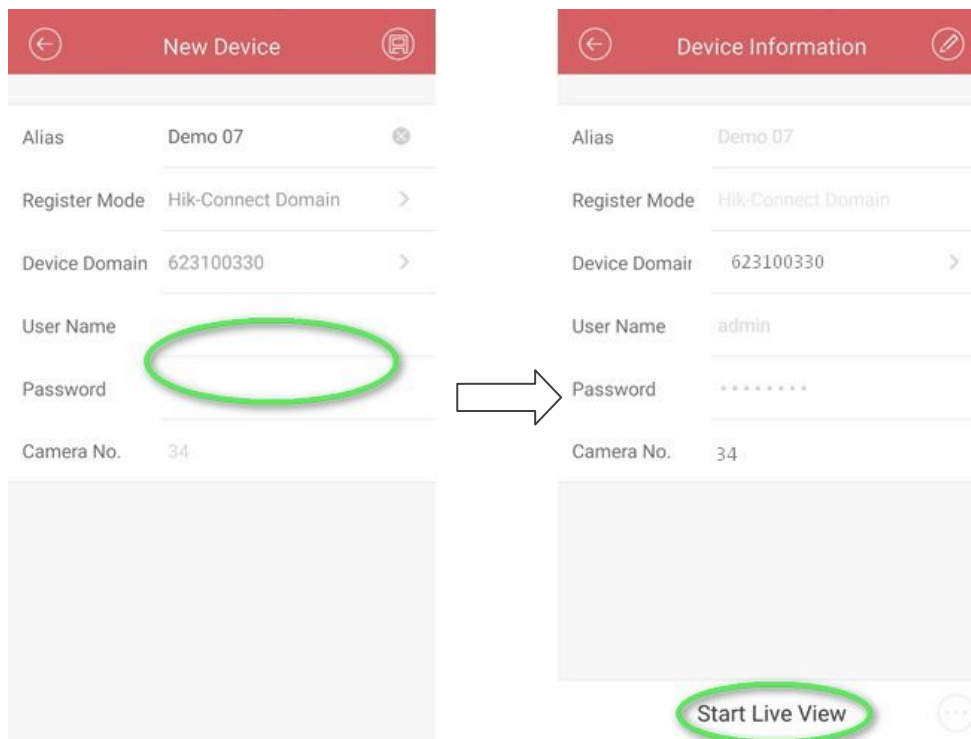 New Device
Alias Demo 07
Register Mode Hik-Connect Domain
Device Domain 623100330
User Name
Password
Camera No. 34
Device Information
Alias Demo 07
Register Mode Hik-Connect Domain
Device Domair 623100330
User Name admin
Password ········
Camera No. 34
Start Live View